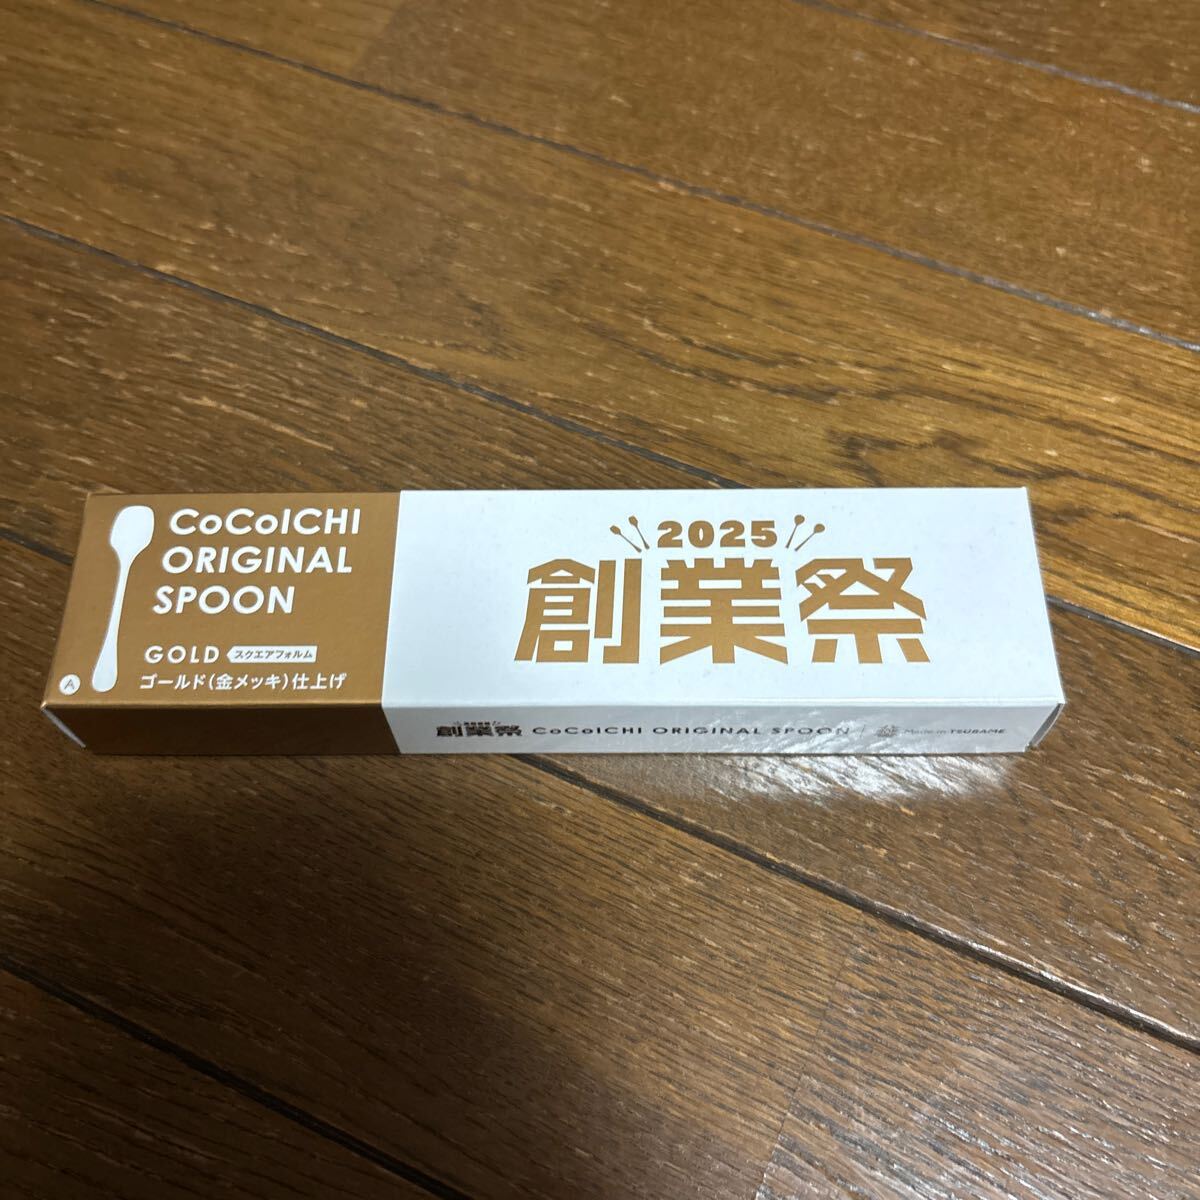 CoCoICHI
ORIGINAL
SPOON
GOLD スクエアフォルム
A ゴールド(金メッキ)仕上げ
2025
創業祭
創業祭 CoCoICHI ORIGINAL SPOON Made in TSUBAME